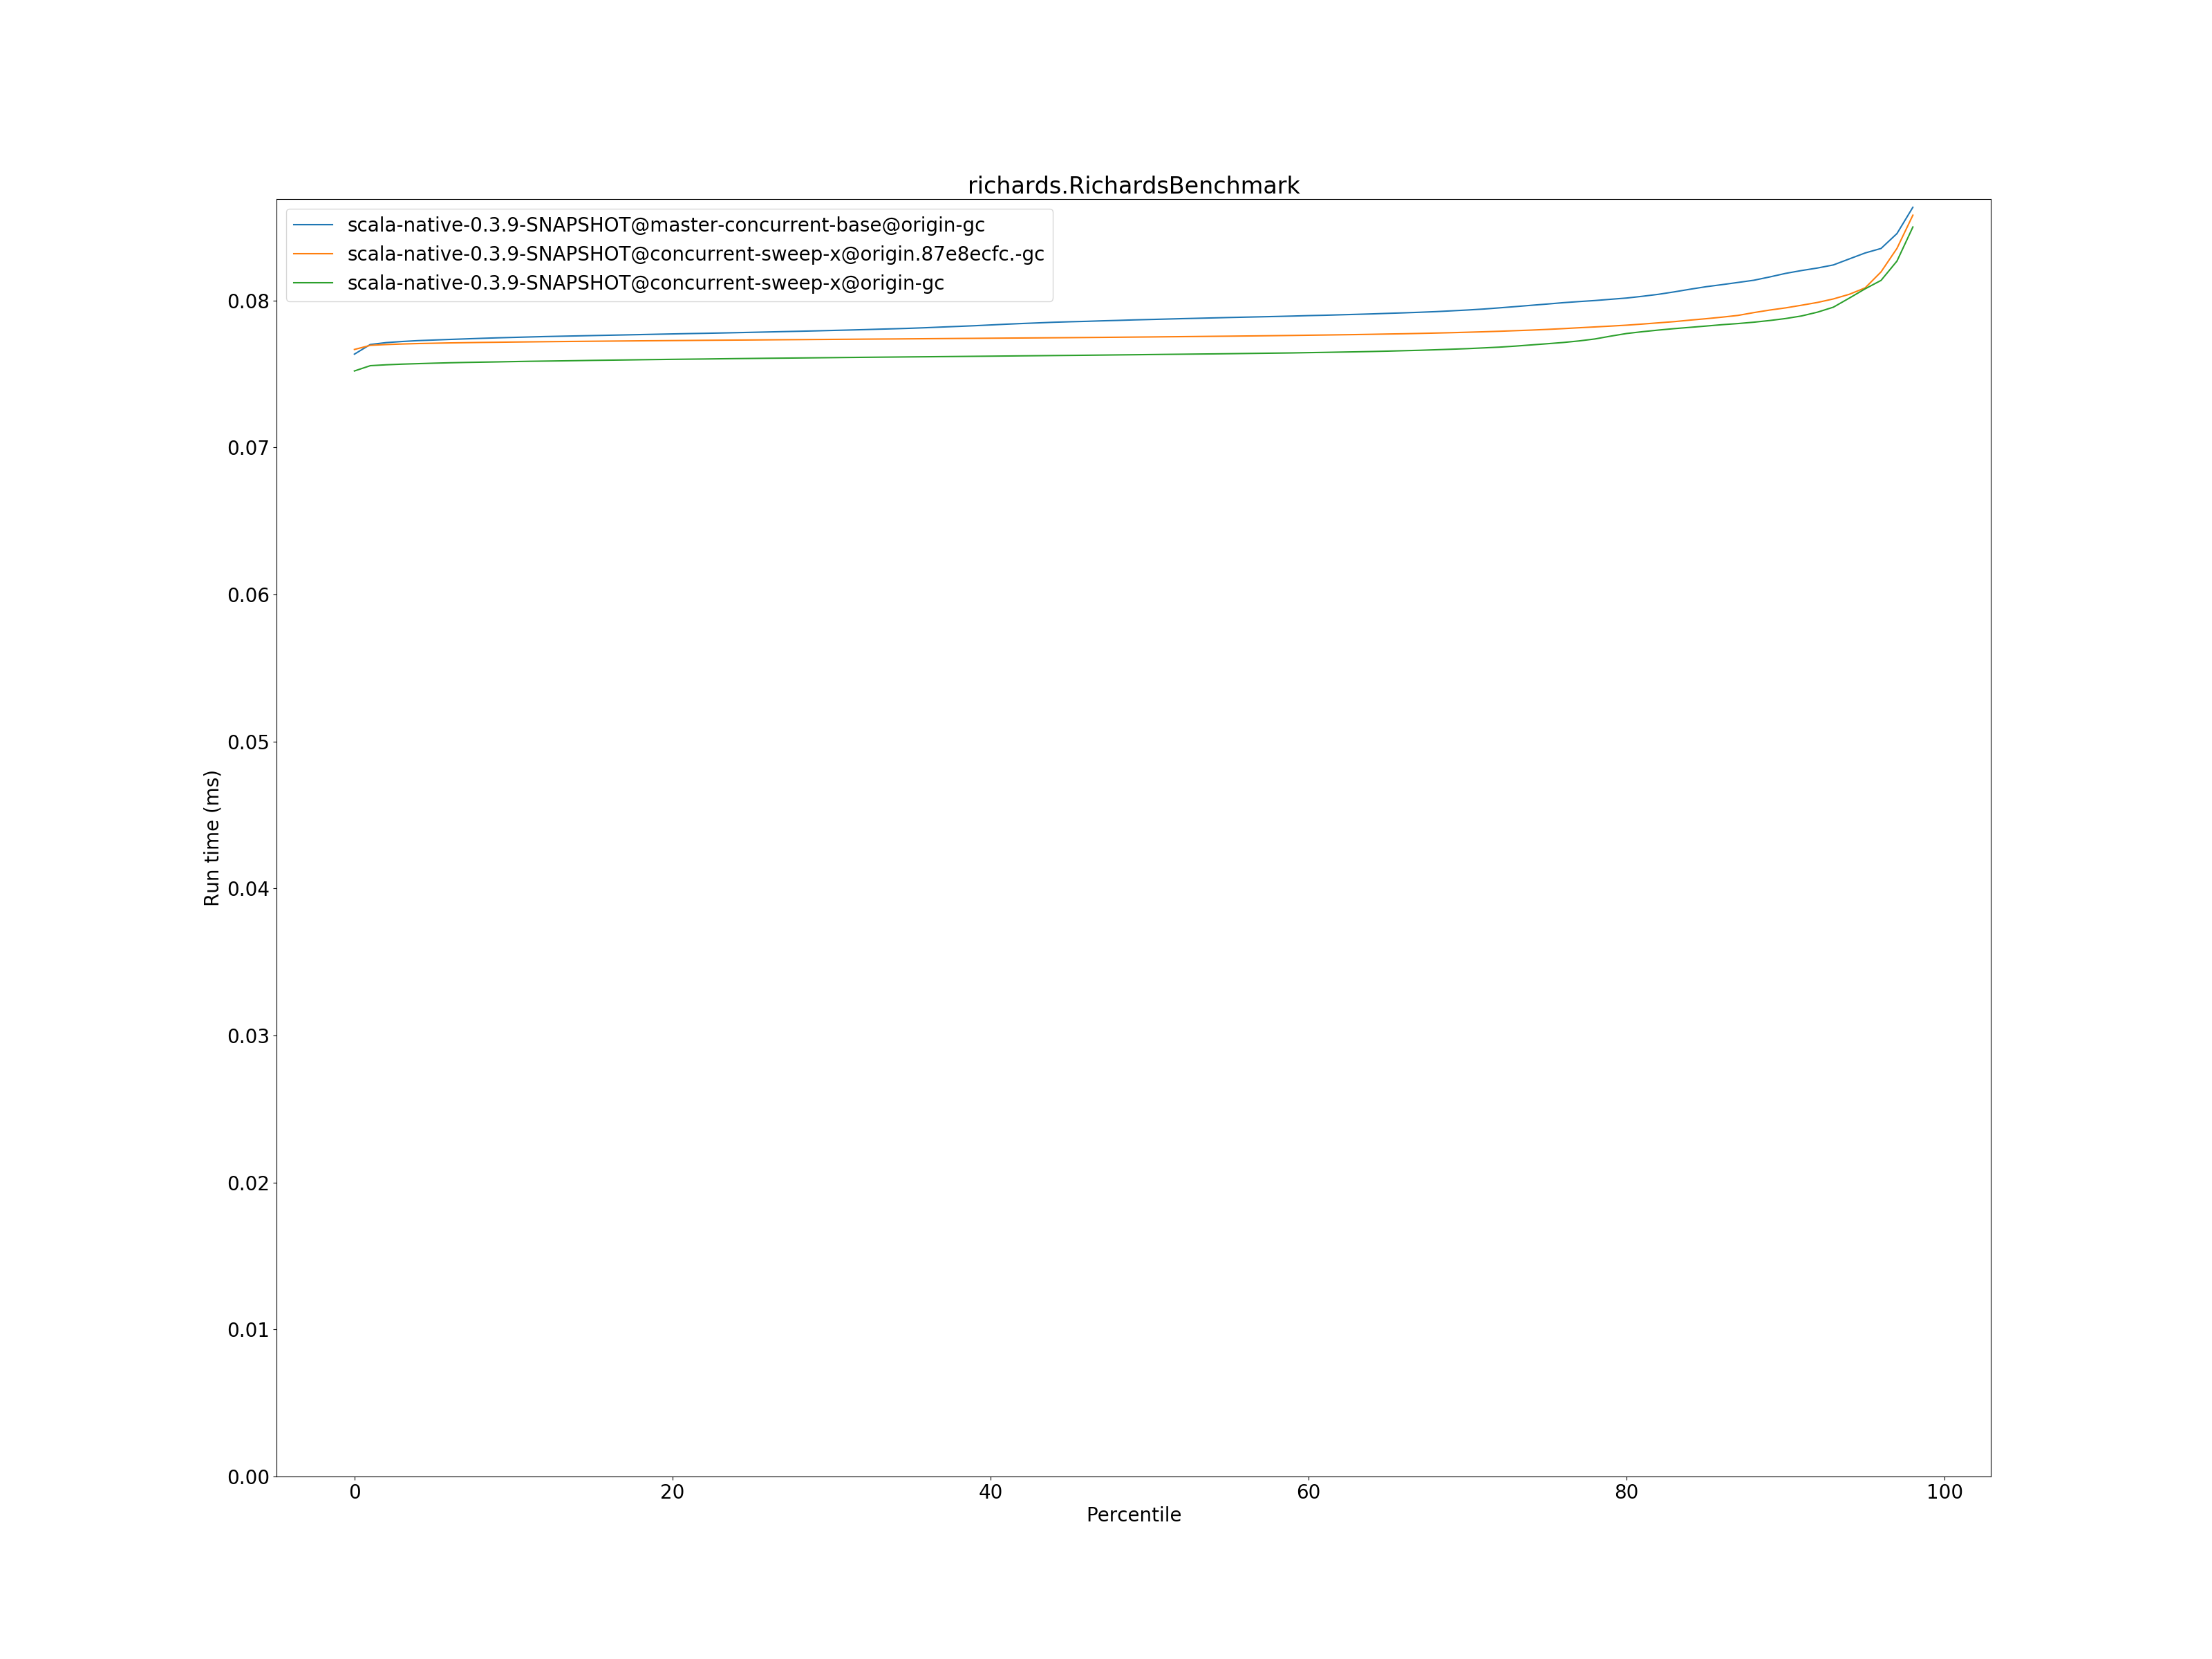 richards.RichardsBenchmark
scala-native-0.3.9-SNAPSHOT@master-concurrent-base@origin-gc
scala-native-0.3.9-SNAPSHOT@concurrent-sweep-x@origin.87e8ecfc.-gc
scala-native-0.3.9-SNAPSHOT@concurrent-sweep-x@origin-gc
0.08
0.07
0.06
0.05
0.04
0.03
0.02
0.01
0.00
Run time (ms)
0 20 40 60 80 100
Percentile